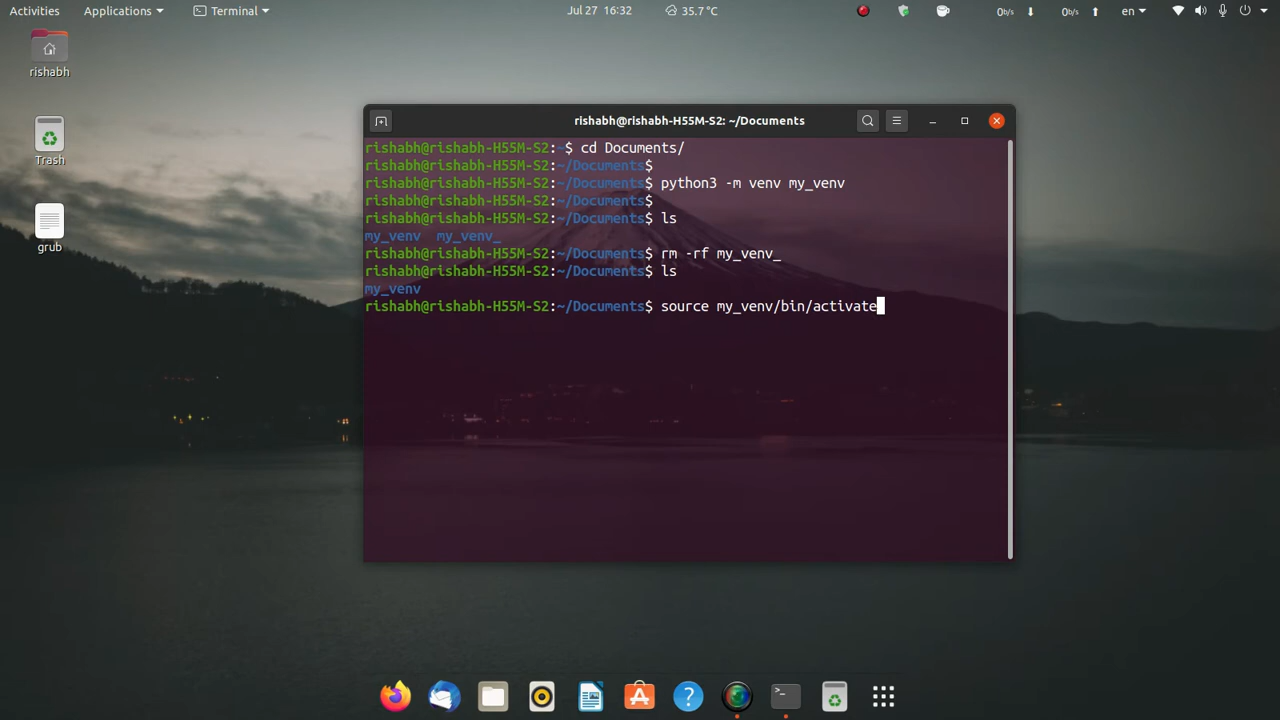 Activities Applications Terminal Jul 27 16:32 35.7 °C 0b/s 0b/s en
rishabh
Trash
grub
rishabh@rishabh-H55M-S2: ~/Documents
rishabh@rishabh-H55M-S2:~$ cd Documents/
rishabh@rishabh-H55M-S2:~/Documents$
rishabh@rishabh-H55M-S2:~/Documents$ python3 -m venv my_venv
rishabh@rishabh-H55M-S2:~/Documents$
rishabh@rishabh-H55M-S2:~/Documents$ ls
my_venv my_venv_
rishabh@rishabh-H55M-S2:~/Documents$ rm -rf my_venv_
rishabh@rishabh-H55M-S2:~/Documents$ ls
my_venv
rishabh@rishabh-H55M-S2:~/Documents$ source my_venv/bin/activate